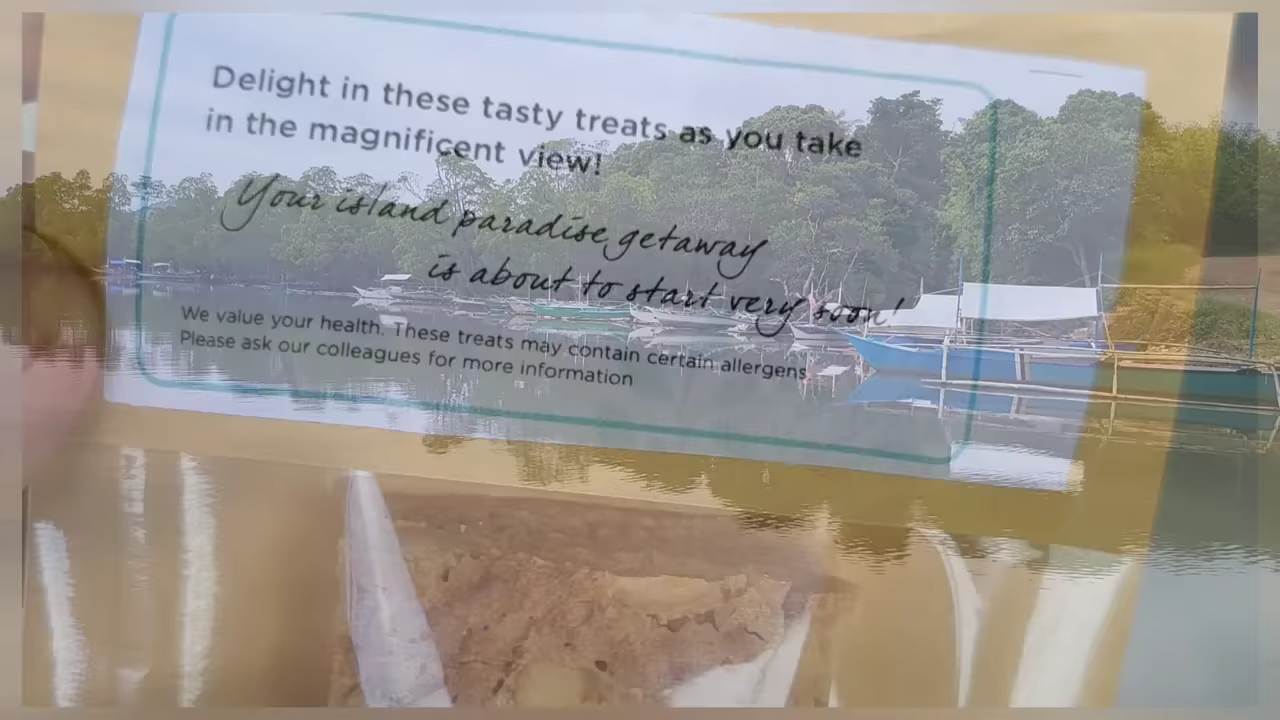 Delight in these tasty treats as you take
in the magnificent view!
Your island paradise getaway
is about to start very soon!
We value your health. These treats may contain certain allergens
Please ask our colleagues for more information